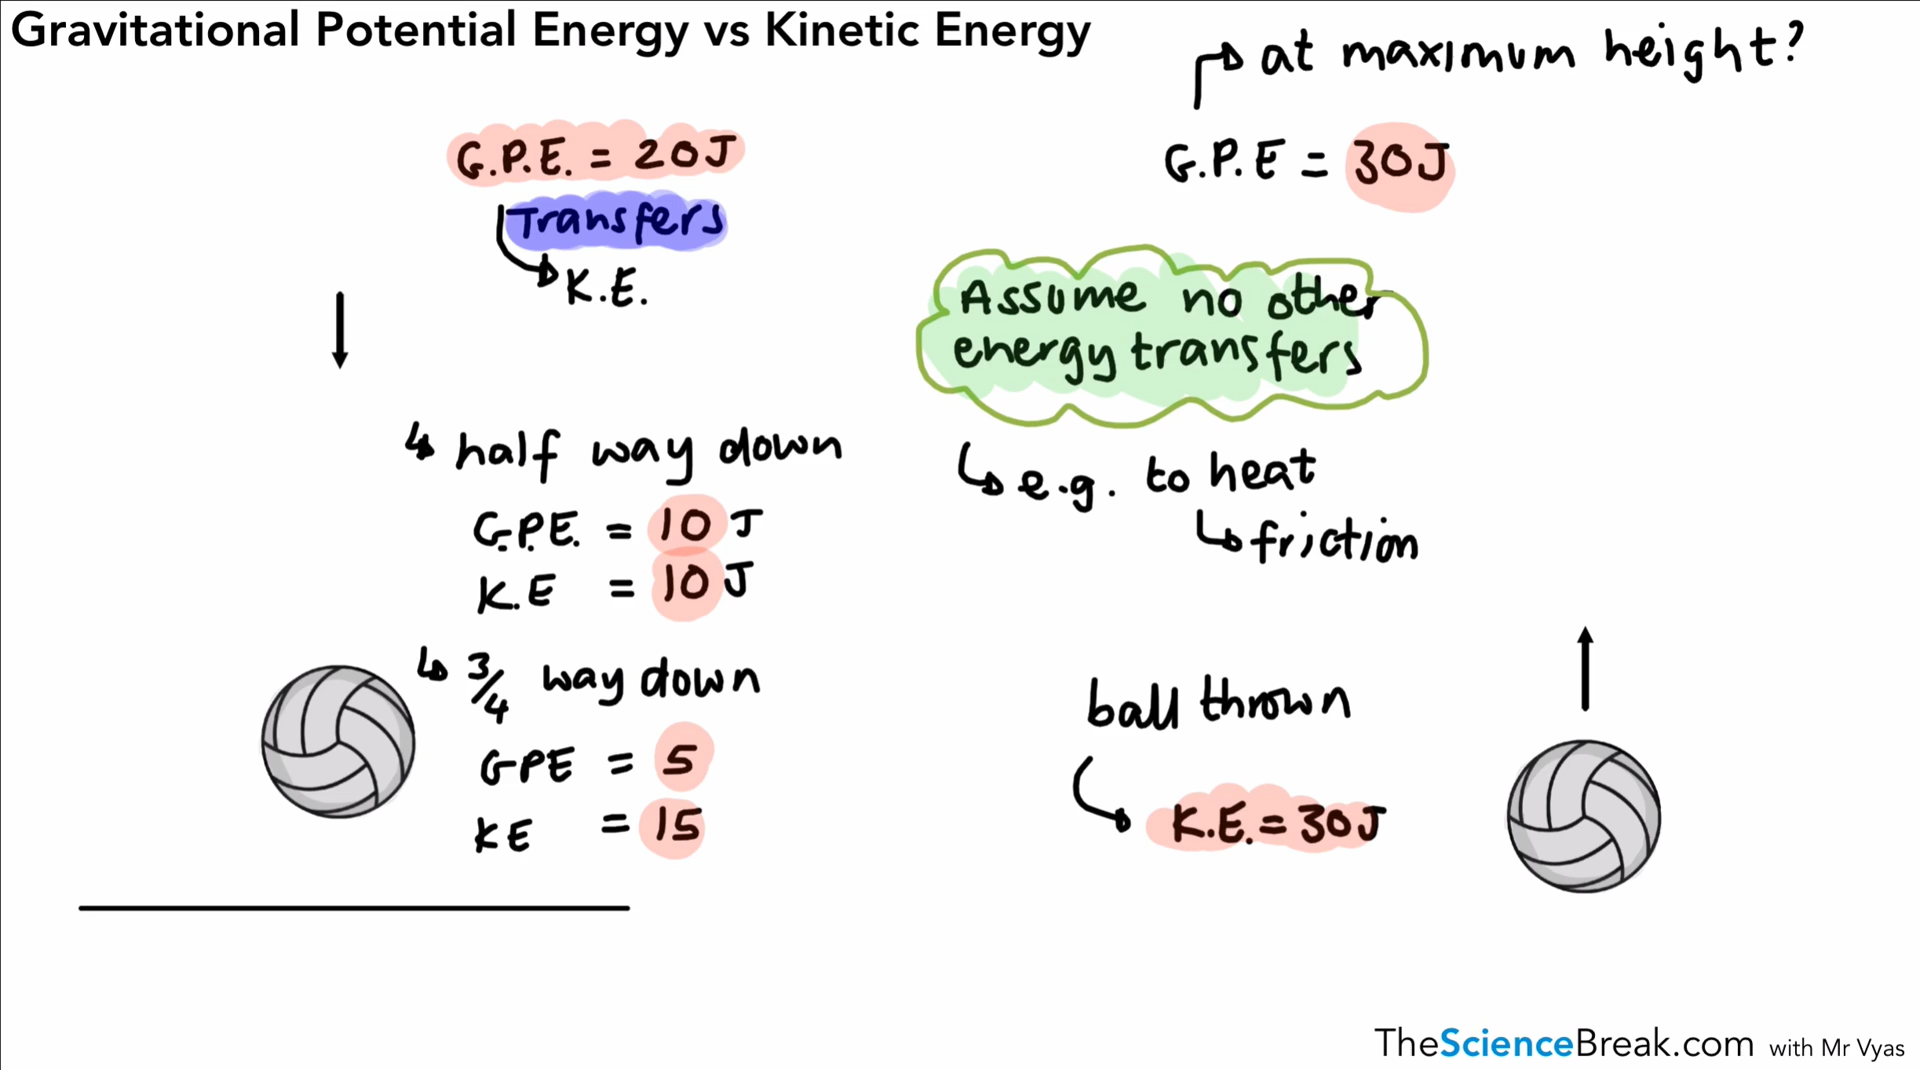 Gravitational Potential Energy vs Kinetic Energy
G.P.E. = 20J
Transfers
K.E.
half way down
G.P.E. = 10 J
K.E = 10 J
3/4 way down
GPE = 5
KE = 15
at maximum height?
G.P.E = 30J
Assume no other
energy transfers
e.g. to heat
friction
ball thrown
K.E. = 30J
TheScienceBreak.com with Mr Vyas